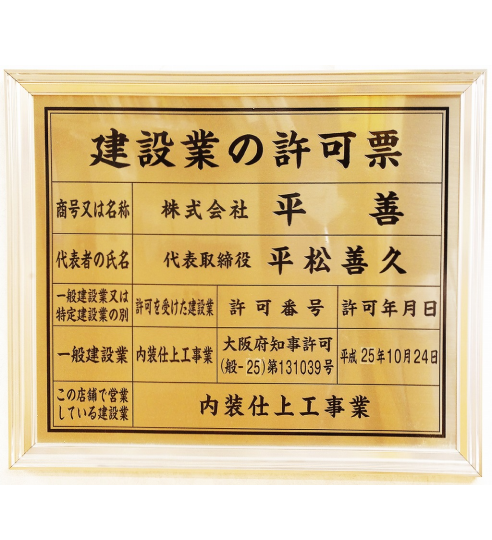 建設業の許可票
商号又は名称 株式会社 平 善
代表者の氏名 代表取締役 平松善久
一般建設業又は
特定建設業の別 許可を受けた建設業 許可番号 許可年月日
一般建設業 内装仕上工事業 大阪府知事許可
(般-25)第131039号 平成25年10月24日
この店舗で営業
している建設業 内装仕上工事業